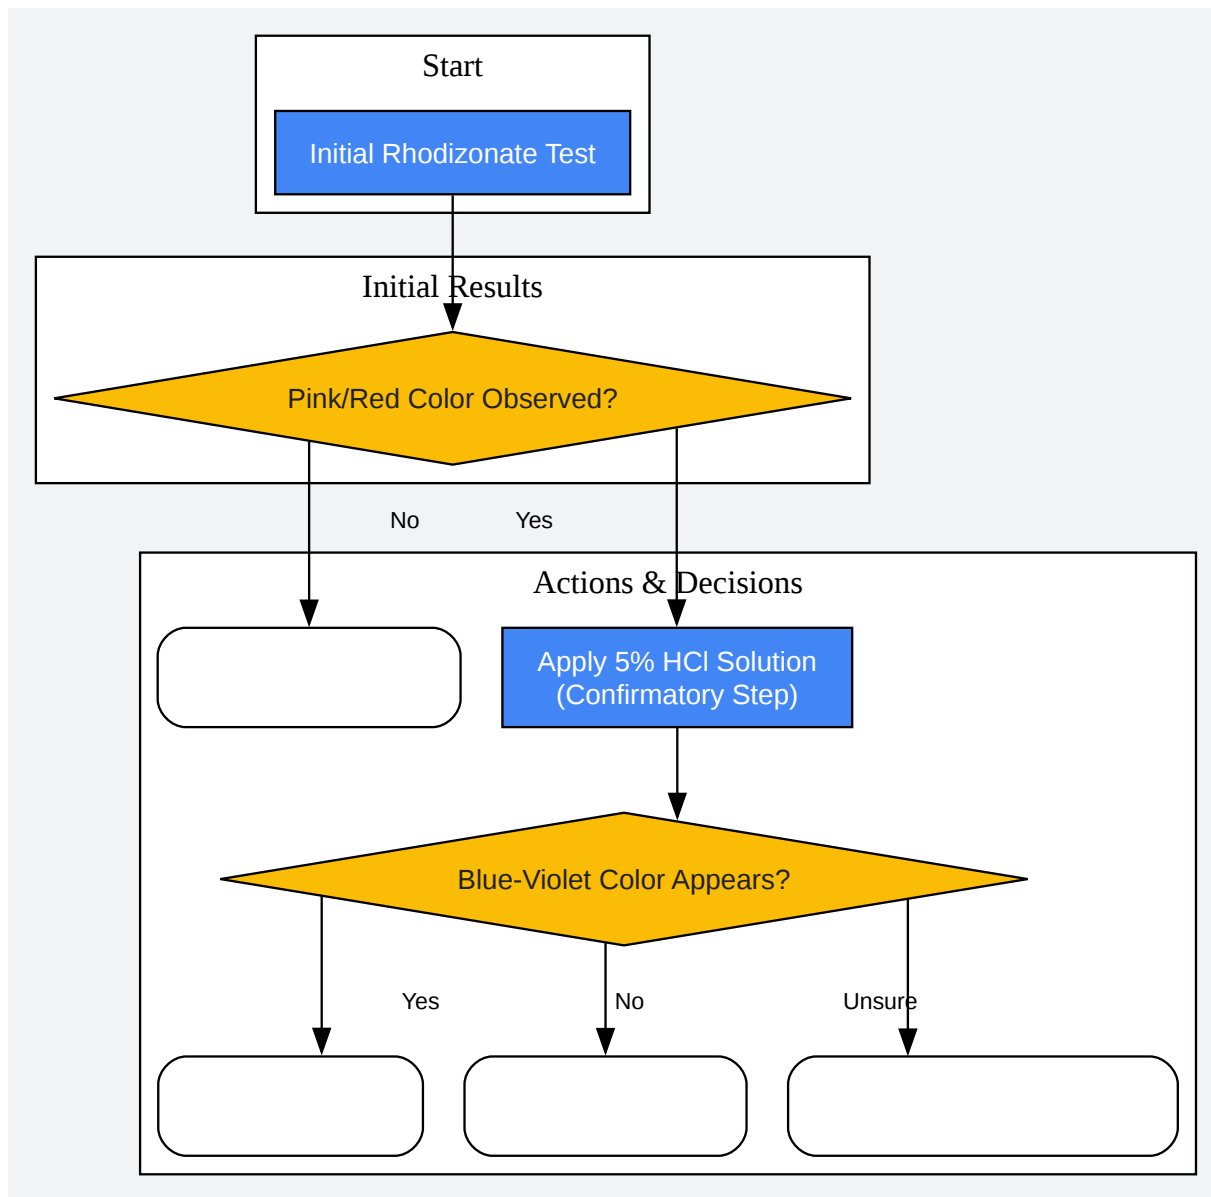 Start
Initial Rhodizonate Test
Initial Results
Pink/Red Color Observed?
No
Yes
Actions & Decisions
Apply 5% HCl Solution
(Confirmatory Step)
Blue-Violet Color Appears?
Yes
No
Unsure